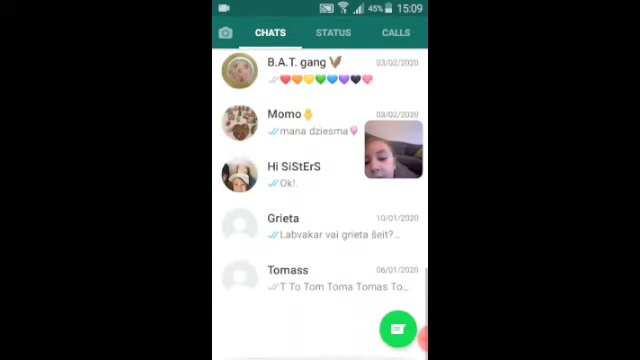 45% 15:09
CHATS STATUS CALLS
B.A.T. gang 03/02/2020
Momo 03/02/2020
mana dziesma
Hi SiStErS
Ok!.
Grieta 10/01/2020
Labvakar vai grieta šeit?...
Tomass 06/01/2020
T To Tom Toma Tomas To...